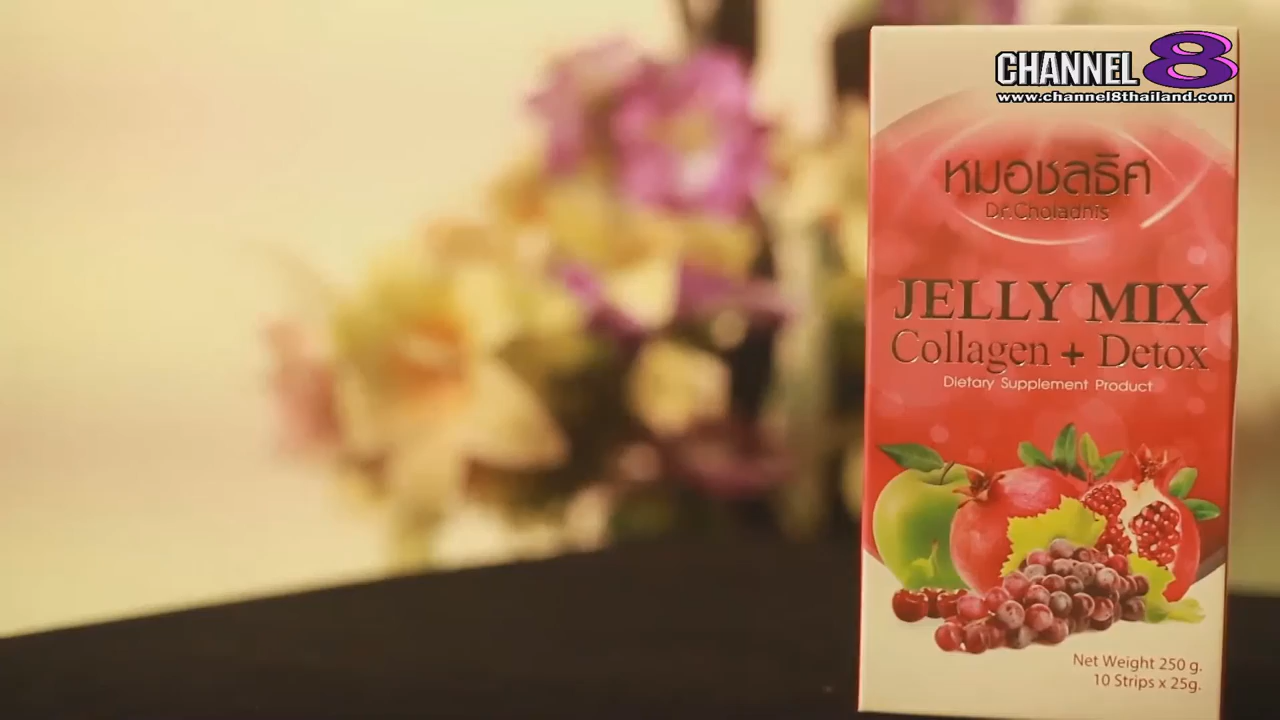 CHANNEL 8
www.channel8thailand.com
หมอชลธิศ
Dr.Choladhis
JELLY MIX
Collagen + Detox
Dietary Supplement Product
Net Weight 250 g.
10 Strips x 25g.